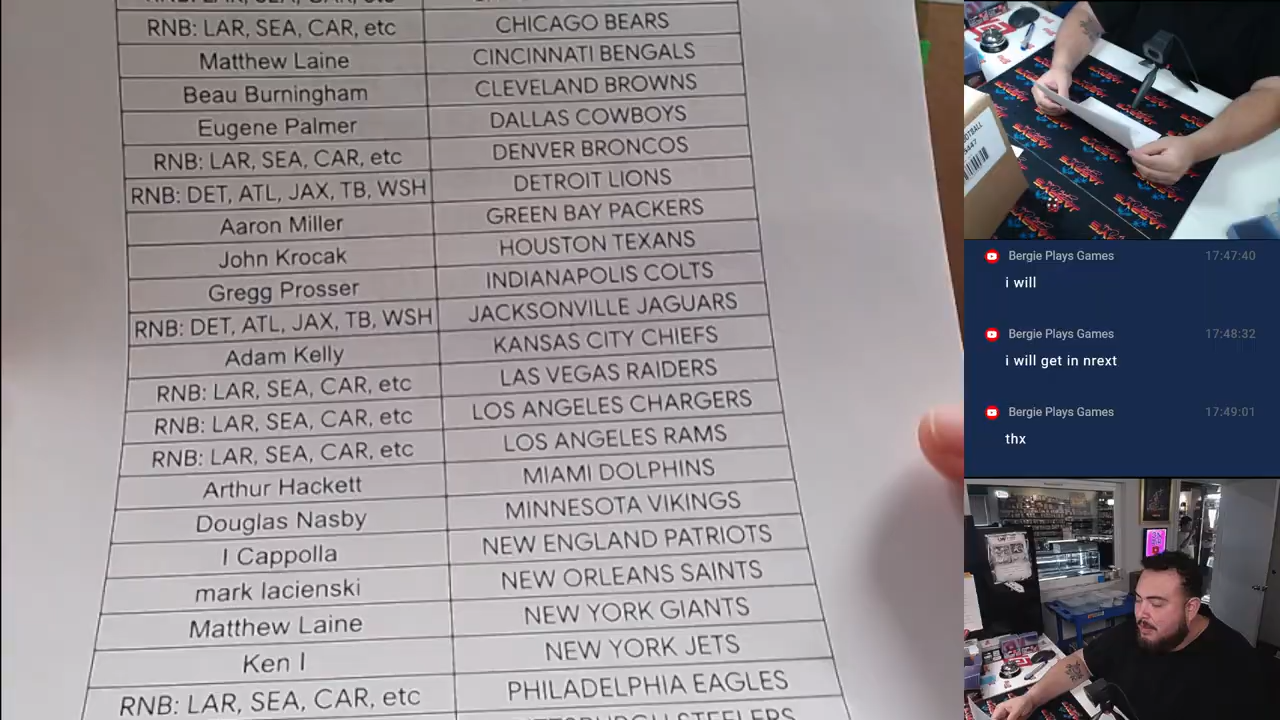 RNB: LAR, SEA, CAR, etc CHICAGO BEARS
Matthew Laine CINCINNATI BENGALS
Beau Burningham CLEVELAND BROWNS
Eugene Palmer DALLAS COWBOYS
RNB: LAR, SEA, CAR, etc DENVER BRONCOS
RNB: DET, ATL, JAX, TB, WSH DETROIT LIONS
Aaron Miller GREEN BAY PACKERS
John Krocak HOUSTON TEXANS
Gregg Prosser INDIANAPOLIS COLTS
RNB: DET, ATL, JAX, TB, WSH JACKSONVILLE JAGUARS
Adam Kelly KANSAS CITY CHIEFS
RNB: LAR, SEA, CAR, etc LAS VEGAS RAIDERS
RNB: LAR, SEA, CAR, etc LOS ANGELES CHARGERS
RNB: LAR, SEA, CAR, etc LOS ANGELES RAMS
Arthur Hackett MIAMI DOLPHINS
Douglas Nasby MINNESOTA VIKINGS
I Cappolla NEW ENGLAND PATRIOTS
mark Iacienski NEW ORLEANS SAINTS
Matthew Laine NEW YORK GIANTS
Ken I NEW YORK JETS
RNB: LAR, SEA, CAR, etc PHILADELPHIA EAGLES
PITTSBURGH STEELERS
Bergie Plays Games 17:47:40
i will
Bergie Plays Games 17:48:32
i will get in nrext
Bergie Plays Games 17:49:01
thx